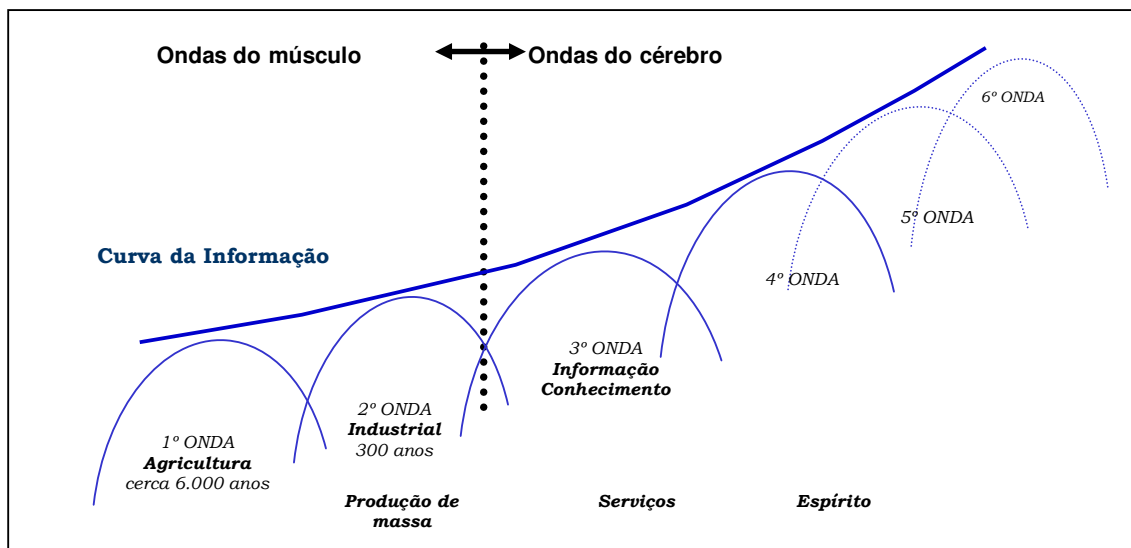 Ondas do músculo
Ondas do cérebro
6º ONDA
5º ONDA
Curva da Informação
4º ONDA
3º ONDA
Informação
Conhecimento
2º ONDA
Industrial
300 anos
1º ONDA
Agricultura
cerca 6.000 anos
Produção de
massa
Serviços
Espírito